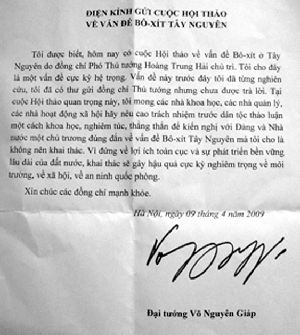 ĐIỆN KÍNH GỬI CUỘC HỘI THẢO
VỀ VẤN ĐỀ BÔ-XÍT TÂY NGUYÊN
Tôi được biết, hôm nay có cuộc Hội thảo về vấn đề Bô-xít ở Tây
Nguyên do đồng chí Phó Thủ tướng Hoàng Trung Hải chủ trì. Tôi cho đây
là một vấn đề cực kỳ hệ trọng. Vấn đề này trước đây tôi đã từng nghiên
cứu, tôi đã có thư gửi đồng chí Thủ tướng nhưng chưa được trả lời. Tại
cuộc Hội thảo quan trọng này, tôi mong các nhà khoa học, các nhà quản lý,
các nhà hoạt động xã hội hãy nêu cao trách nhiệm trước dân tộc thảo luận
một cách khoa học, nghiêm túc, thẳng thắn để kiến nghị với Đảng và Nhà
nước một chủ trương đúng đắn về vấn đề Bô-xít Tây Nguyên mà tôi cho là
không nên khai thác. Vì đứng về lợi ích toàn cục và sự phát triển bền vững
lâu dài của đất nước, khai thác sẽ gây hậu quả cực kỳ nghiêm trọng về môi
trường, về xã hội, về an ninh quốc phòng.
Xin chúc các đồng chí mạnh khỏe.
Hà Nội, ngày 09 tháng 4 năm 2009
Đại tướng Võ Nguyên Giáp